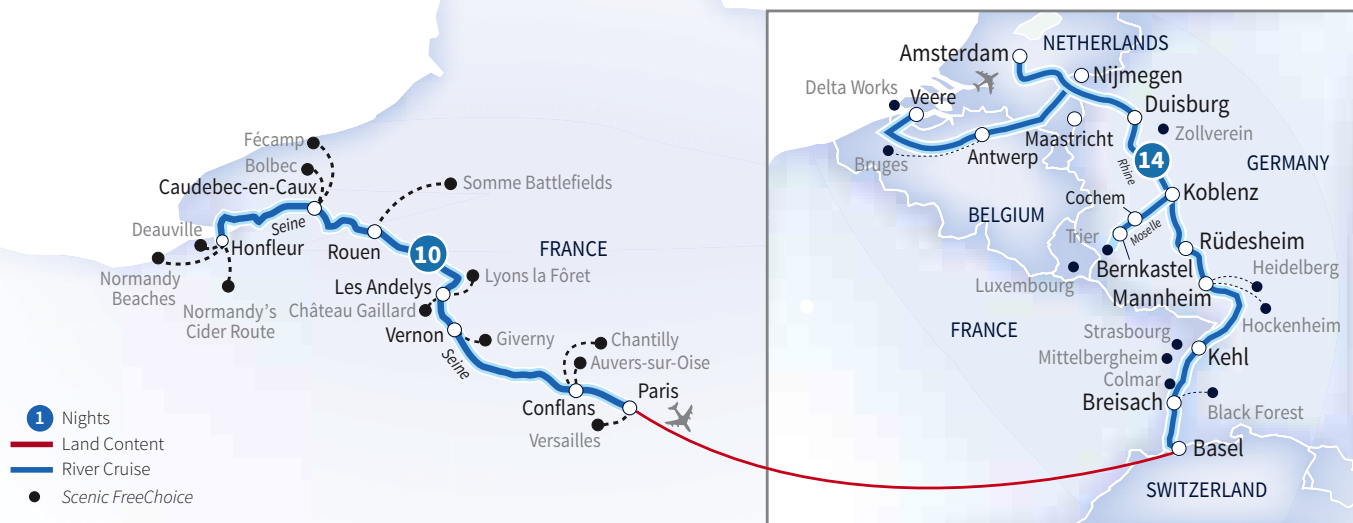 Fécamp
Bolbec
Caudebec-en-Caux
Somme Battlefields
Seine
Deauville
Honfleur
Rouen
10
FRANCE
Normandy
Beaches
Normandy's
Cider Route
Les Andelys
Lyons la Fôret
Château Gaillard
Vernon
Giverny
Seine
Chantilly
Auvers-sur-Oise
Conflans
Paris
Versailles
1 Nights
Land Content
River Cruise
Scenic FreeChoice
Amsterdam
NETHERLANDS
Nijmegen
Delta Works
Veere
Duisburg
Zollverein
Maastricht
Antwerp
Bruges
Rhine
14
GERMANY
Koblenz
Cochem
BELGIUM
Moselle
Trier
Bernkastel
Rüdesheim
Luxembourg
Mannheim
Heidelberg
Hockenheim
FRANCE
Strasbourg
Mittelbergheim
Kehl
Colmar
Breisach
Black Forest
Basel
SWITZERLAND